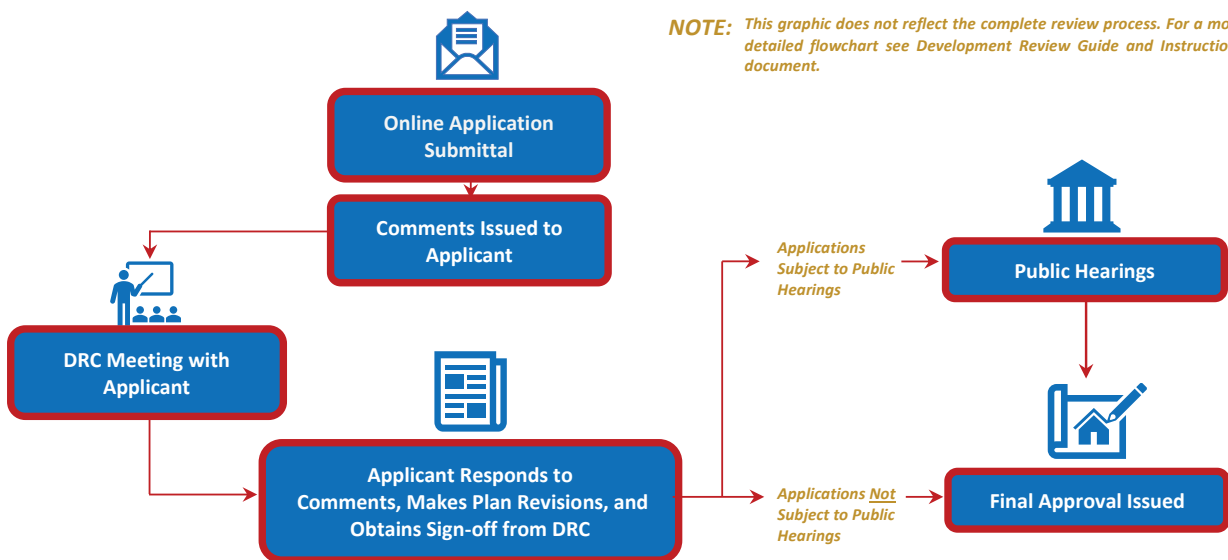 NOTE: This graphic does not reflect the complete review process. For a
detailed flowchart see Development Review Guide and
document.
Online Application
Submittal
Comments Issued to
Applicant
DRC Meeting with
Applicant
Applicant Responds to
Comments, Makes Plan Revisions, and
Obtains Sign-off from DRC
Applications
Subject to Public
Hearings
Public Hearings
Applications Not
Subject to Public
Hearings
Final Approval Issued